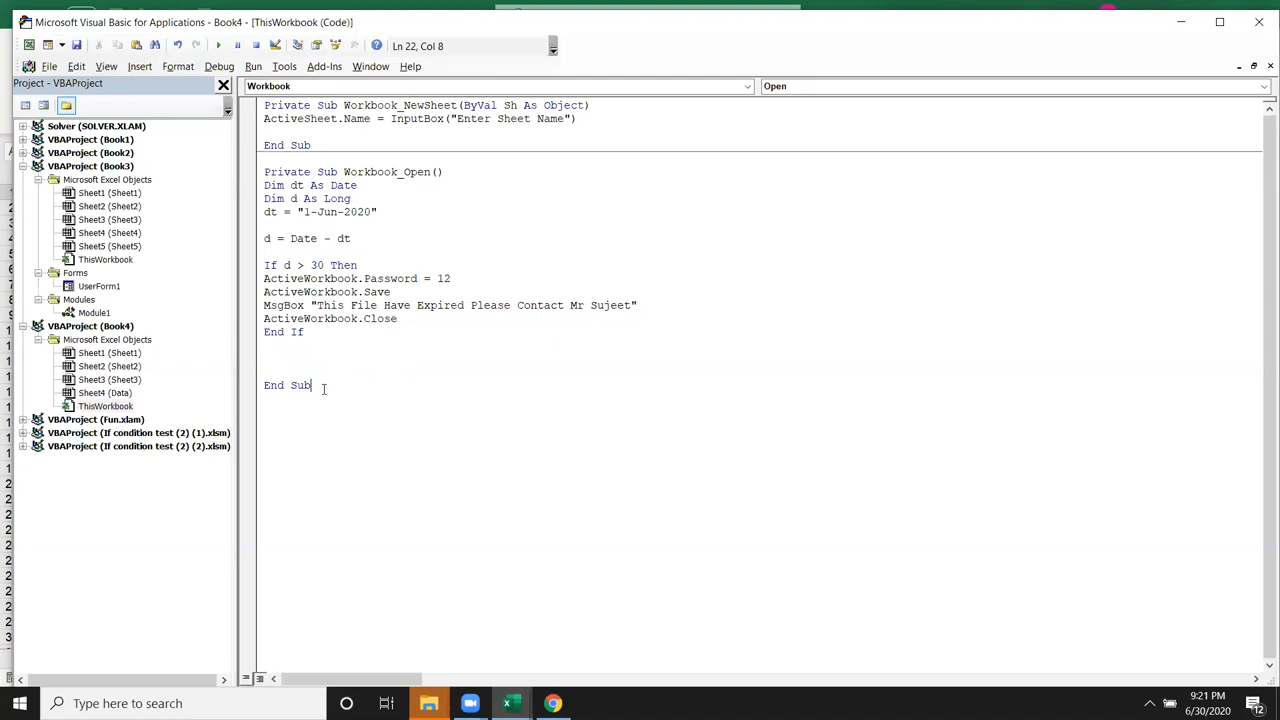 Microsoft Visual Basic for Applications - Book4 - [ThisWorkbook (Code)]
Ln 22, Col 8
File Edit View Insert Format Debug Run Tools Add-Ins Window Help
Project - VBAProject
Workbook
Open
Solver (SOLVER.XLAM)
VBAProject (Book1)
VBAProject (Book2)
VBAProject (Book3)
Microsoft Excel Objects
Sheet1 (Sheet1)
Sheet2 (Sheet2)
Sheet3 (Sheet3)
Sheet4 (Sheet4)
Sheet5 (Sheet5)
ThisWorkbook
Forms
UserForm1
Modules
Module1
VBAProject (Book4)
Microsoft Excel Objects
Sheet1 (Sheet1)
Sheet2 (Sheet2)
Sheet3 (Sheet3)
Sheet4 (Data)
ThisWorkbook
VBAProject (Fun.xlam)
VBAProject (If condition test (2) (1).xlsm)
VBAProject (If condition test (2) (2).xlsm)
Private Sub Workbook_NewSheet(ByVal Sh As Object)
ActiveSheet.Name = InputBox("Enter Sheet Name")
End Sub
Private Sub Workbook_Open()
Dim dt As Date
Dim d As Long
dt = "1-Jun-2020"
d = Date - dt
If d > 30 Then
ActiveWorkbook.Password = 12
ActiveWorkbook.Save
MsgBox "This File Have Expired Please Contact Mr Sujeet"
ActiveWorkbook.Close
End If
End Sub
Type here to search
9:21 PM
6/30/2020
12